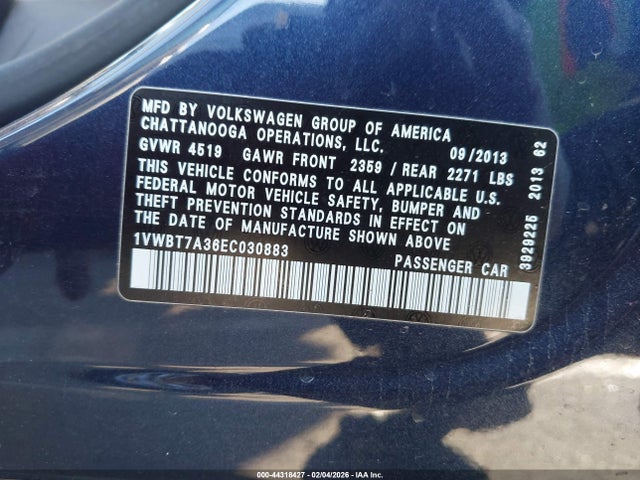 MFD BY VOLKSWAGEN GROUP OF AMERICA
CHATTANOOGA OPERATIONS, LLC. 09/2013
GVWR 4519 GAWR FRONT 2359 / REAR 2271 LBS
THIS VEHICLE CONFORMS TO ALL APPLICABLE U.S.
FEDERAL MOTOR VEHICLE SAFETY, BUMPER AND
THEFT PREVENTION STANDARDS IN EFFECT ON
THE DATE OF MANUFACTURE SHOWN ABOVE
1VWBT7A36EC030883 PASSENGER CAR
3929225 2013 62
000-44318427 - 02/04/2026 - IAA Inc.